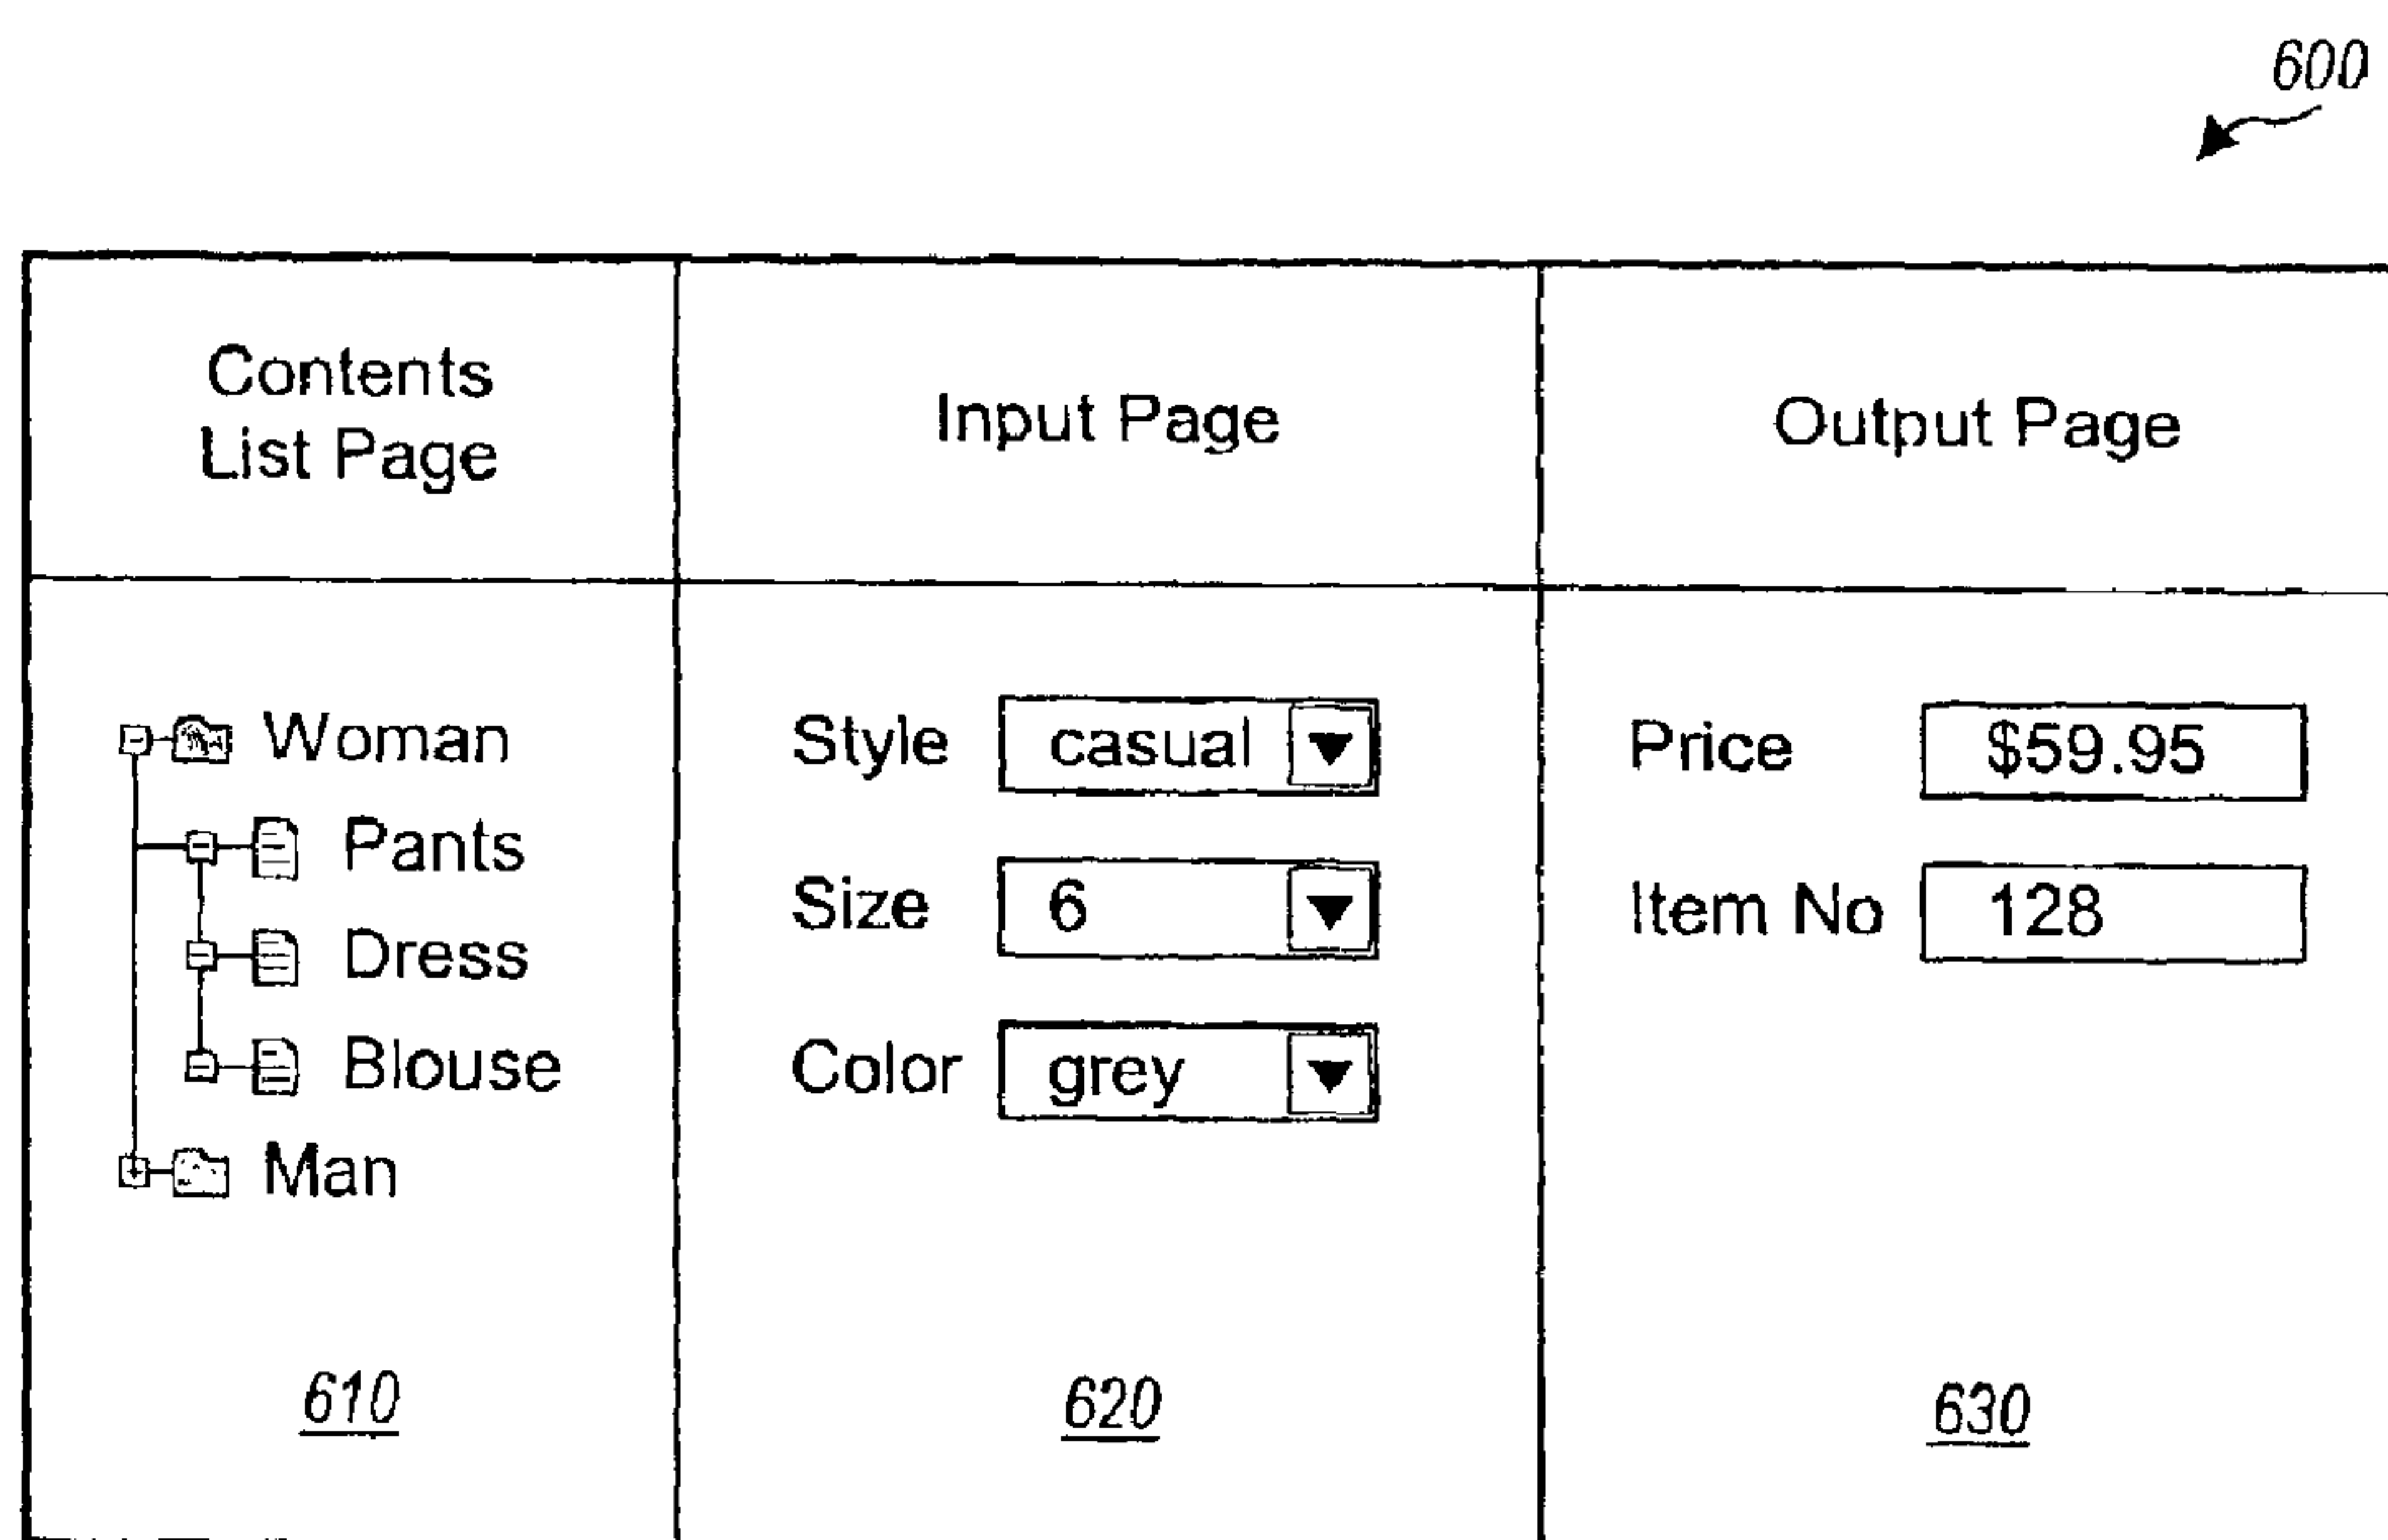 600
Contents
List Page
Input Page
Output Page
Woman
Pants
Dress
Blouse
Man
610
Style casual
Size 6
Color grey
620
Price $59.95
Item No 128
630